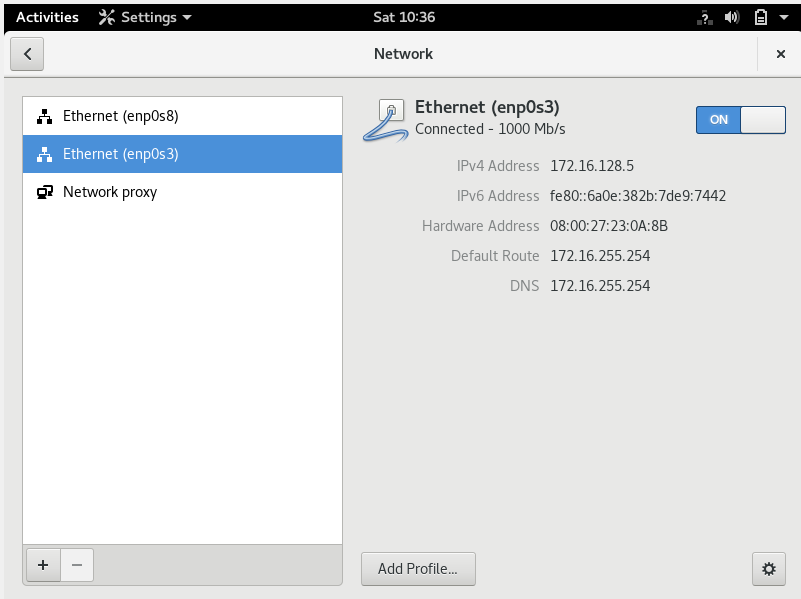 Activities Settings Sat 10:36
Network
Ethernet (enp0s8)
Ethernet (enp0s3)
Network proxy
Ethernet (enp0s3)
Connected - 1000 Mb/s
ON
IPv4 Address 172.16.128.5
IPv6 Address fe80::6a0e:382b:7de9:7442
Hardware Address 08:00:27:23:0A:8B
Default Route 172.16.255.254
DNS 172.16.255.254
Add Profile...